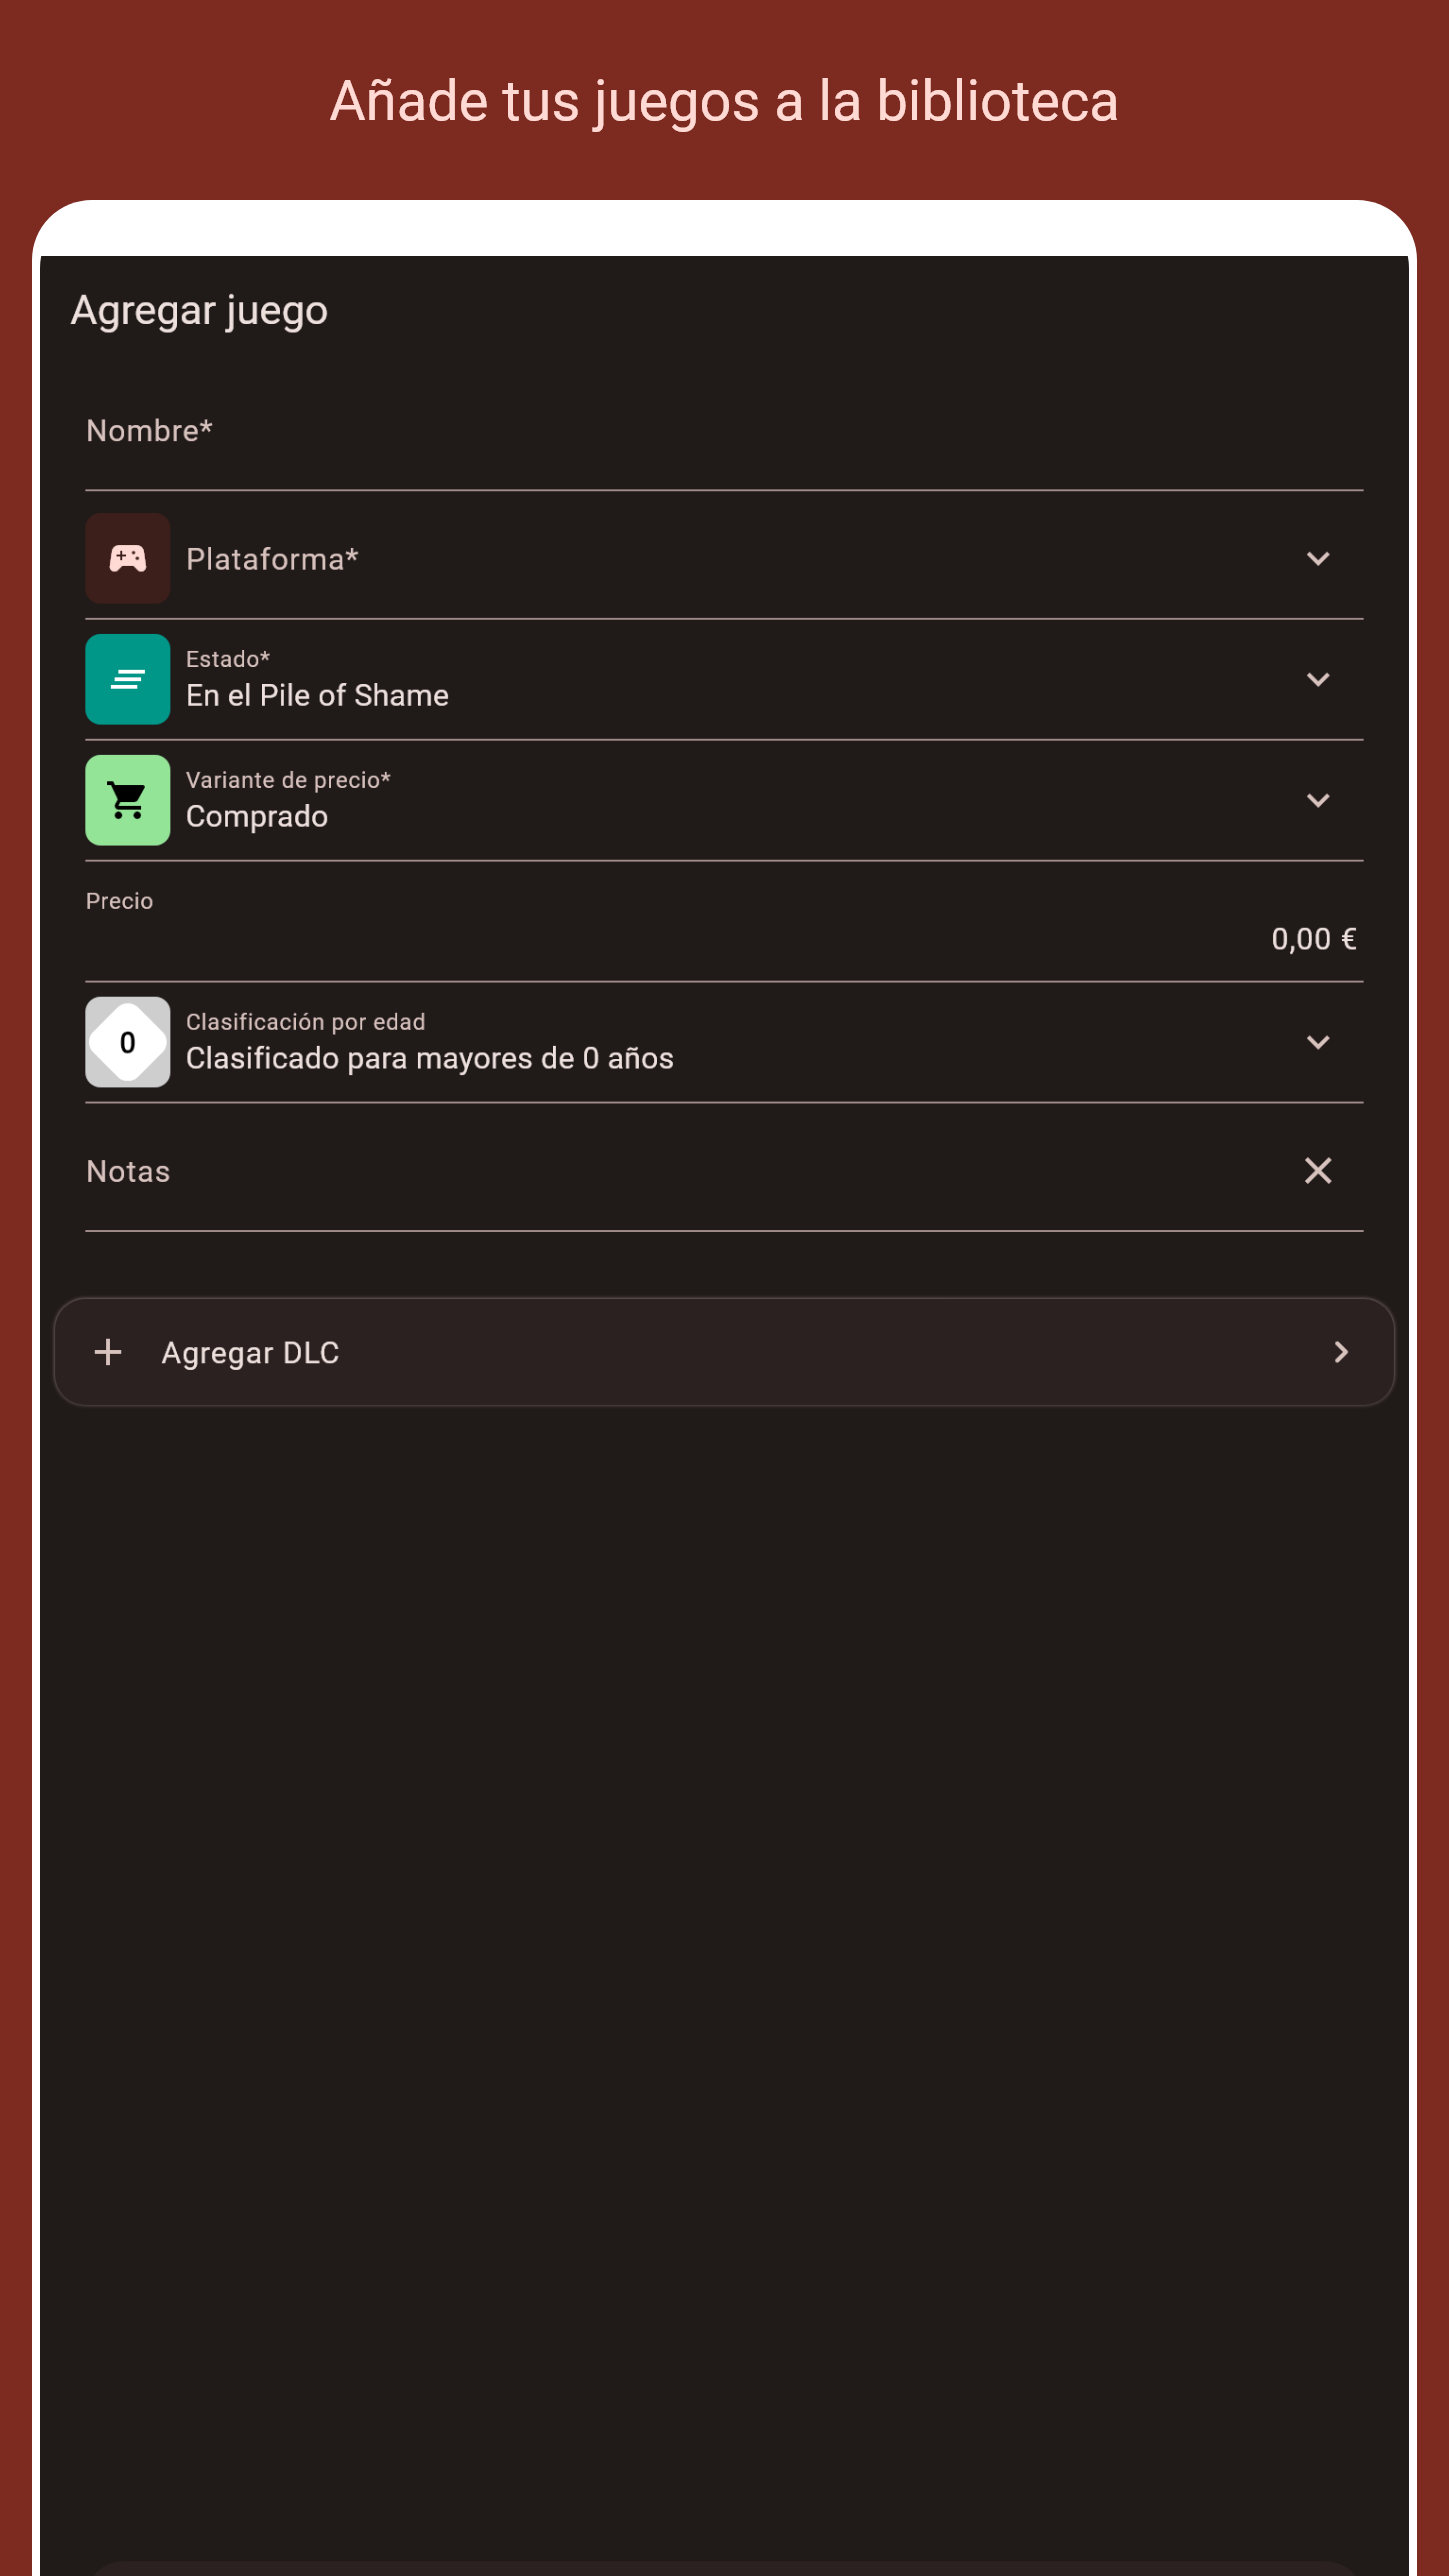 Añade tus juegos a la biblioteca
Agregar juego
Nombre*
Plataforma*
Estado*
En el Pile of Shame
Variante de precio*
Comprado
Precio
0,00 €
0
Clasificación por edad
Clasificado para mayores de 0 años
Notas
Agregar DLC